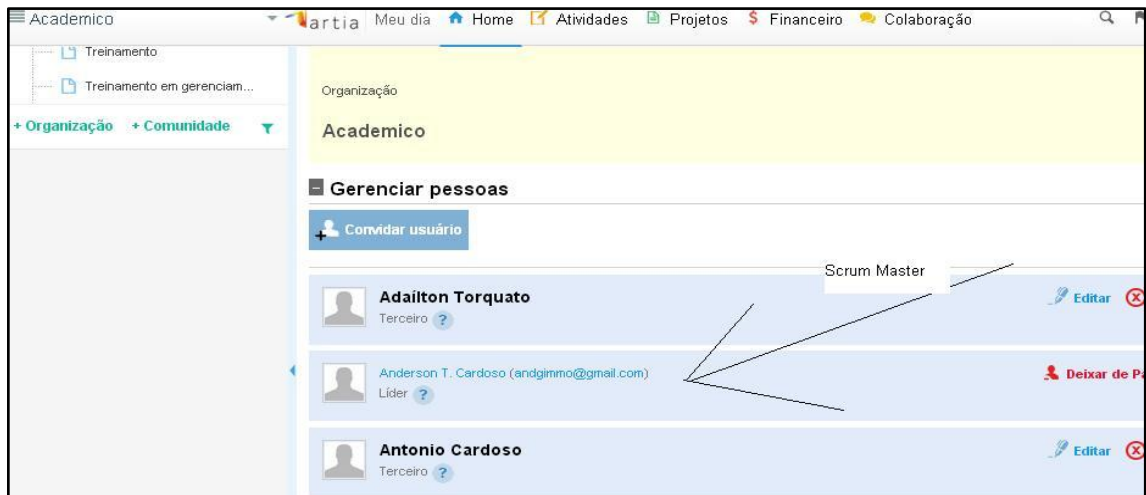 Academico
artia Meu dia Home Atividades Projetos $ Financeiro Colaboração
Treinamento
Treinamento em gerenciam...
+ Organização + Comunidade
Organização
Academico
Gerenciar pessoas
Convidar usuário
Scrum Master
Adaílton Torquato
Terceiro ?
Editar
Anderson T. Cardoso (andgimmo@gmail.com)
Líder ?
Deixar de Pa
Antonio Cardoso
Terceiro ?
Editar